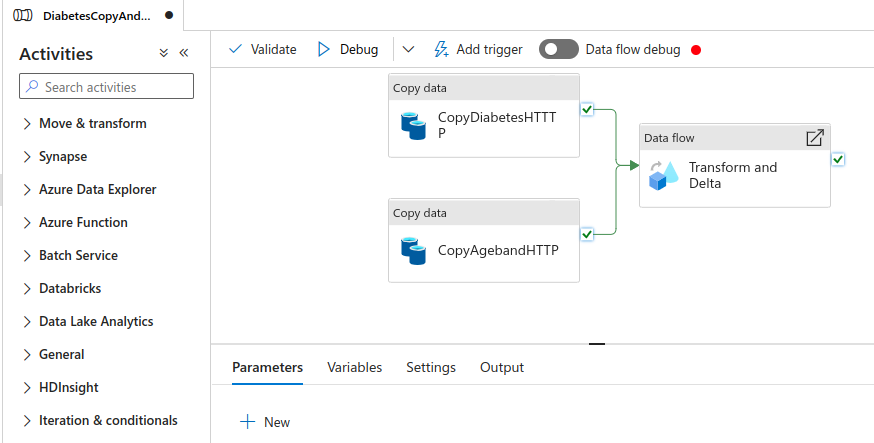 DiabetesCopyAnd...
Activities
Search activities
Move & transform
Synapse
Azure Data Explorer
Azure Function
Batch Service
Databricks
Data Lake Analytics
General
HDInsight
Iteration & conditionals
Validate
Debug
Add trigger
Data flow debug
Copy data
CopyDiabetesHTTT
P
Copy data
CopyAgebandHTTP
Data flow
Transform and
Delta
Parameters
Variables
Settings
Output
New